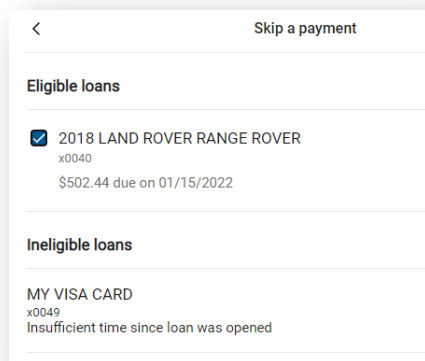 Skip a payment
Eligible loans
2018 LAND ROVER RANGE ROVER
x0040
$502.44 due on 01/15/2022
Ineligible loans
MY VISA CARD
x0049
Insufficient time since loan was opened